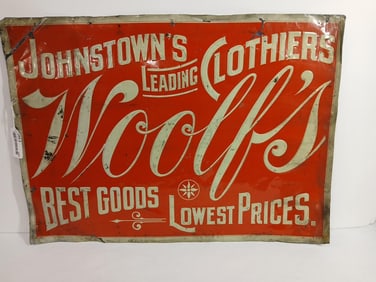 JOHNSTOWN'S LEADING CLOTHIERS
Woolf's
BEST GOODS LOWEST PRICES.